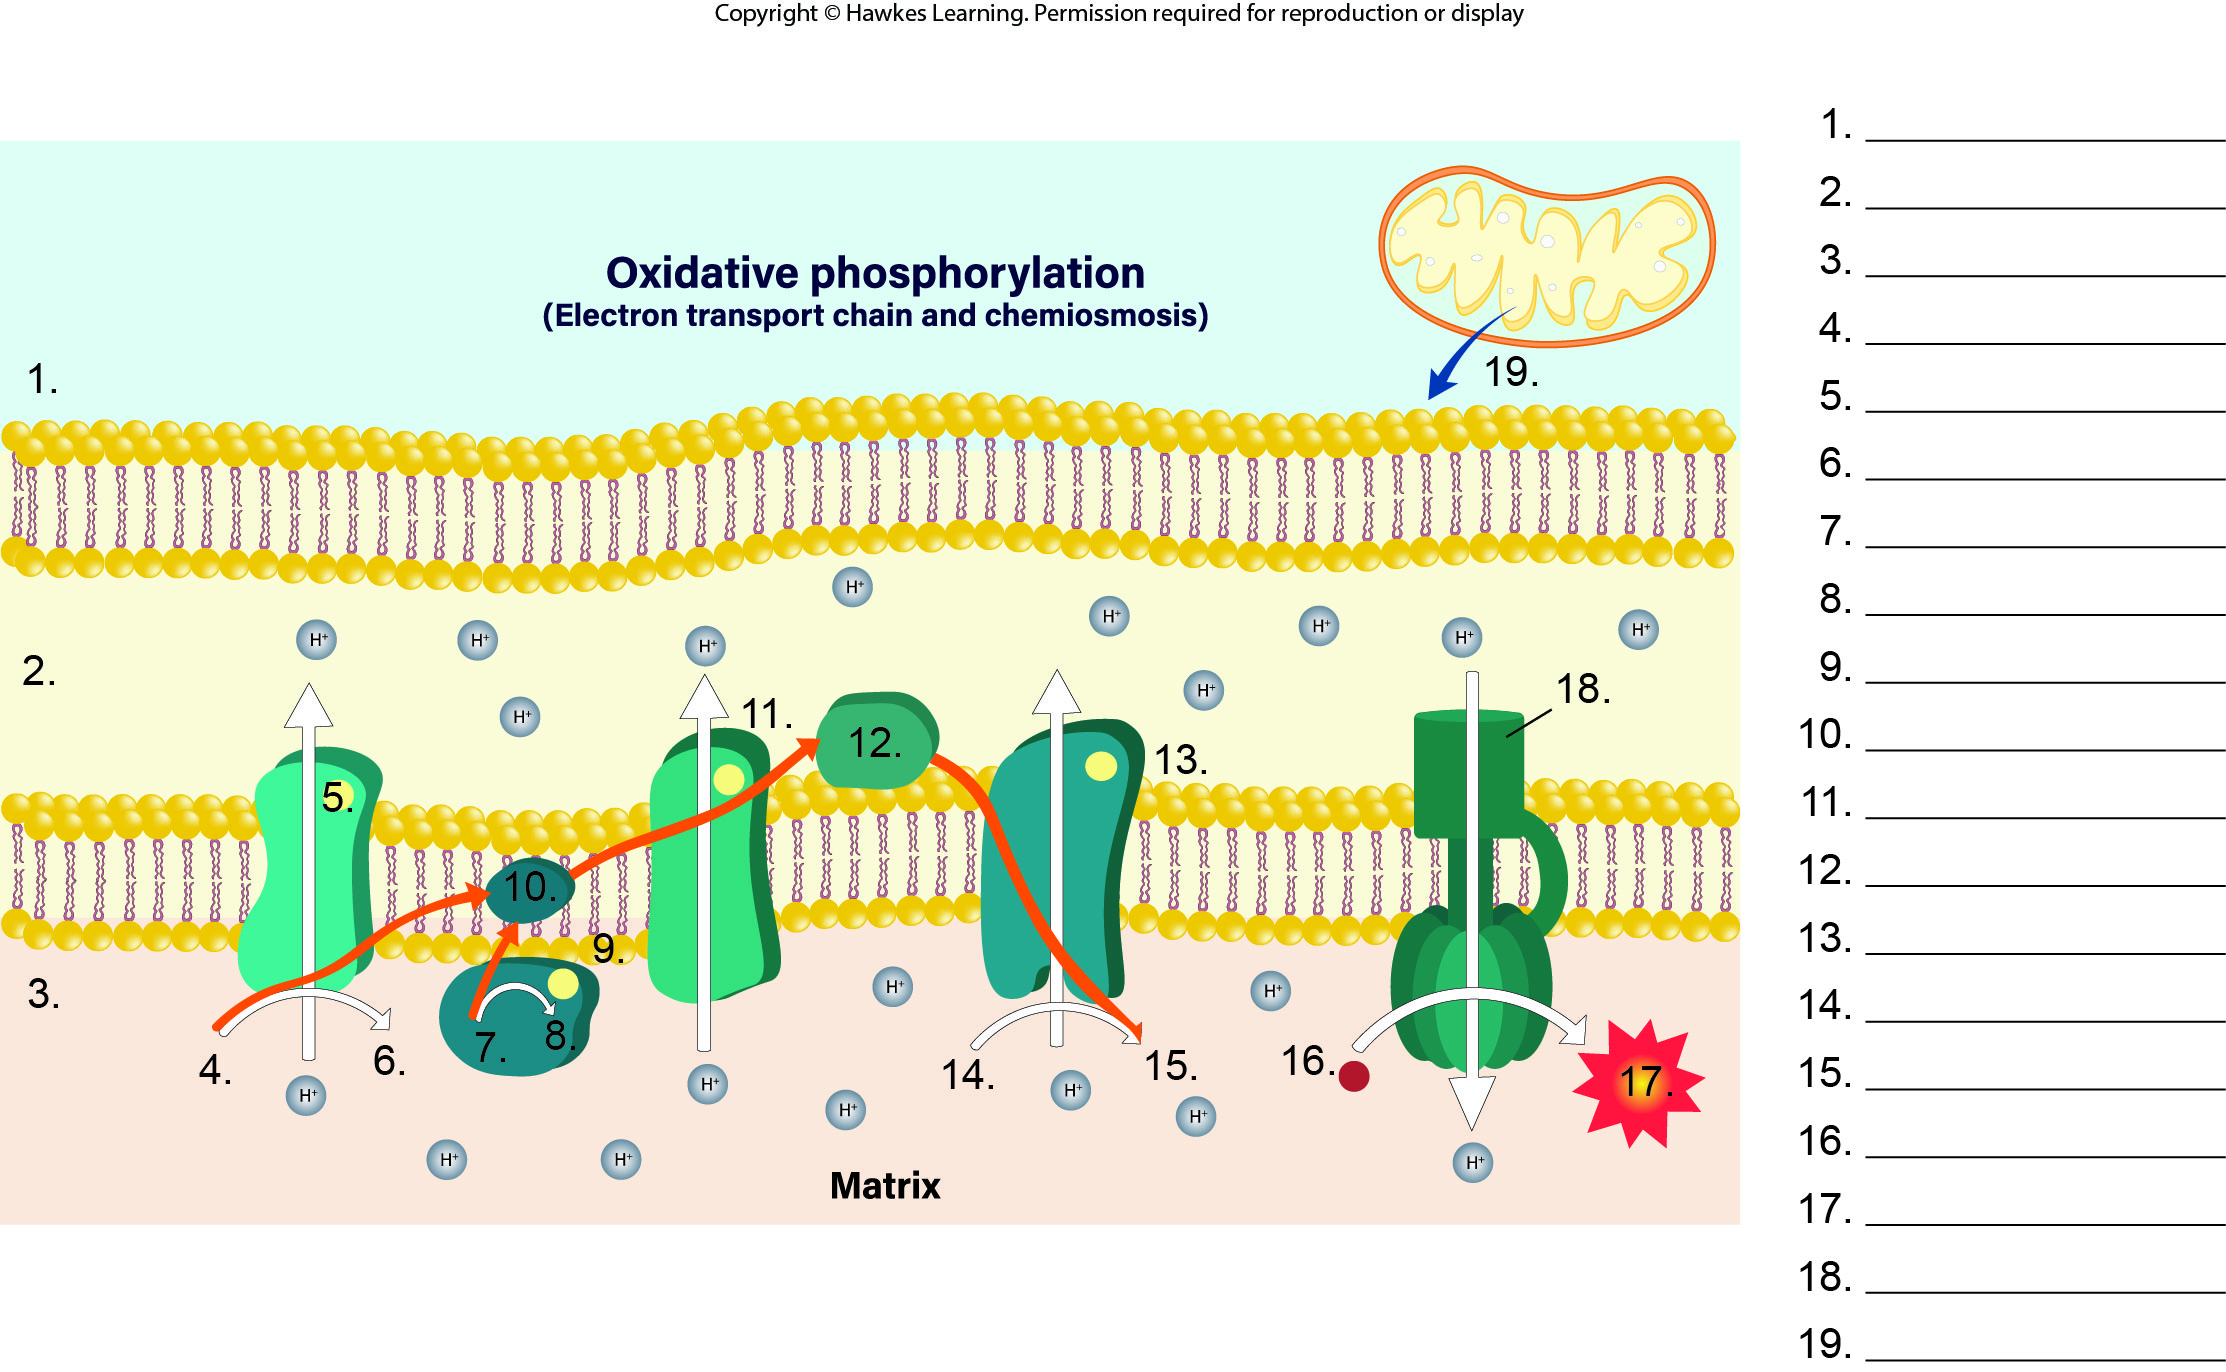 Copyright © Hawkes Learning. Permission required for reproduction or display
Oxidative phosphorylation
(Electron transport chain and chemiosmosis)
1.
19.
H⁺
H⁺
H⁺
H⁺
H⁺
H⁺
H⁺
H⁺
2.
H⁺
H⁺
18.
11.
12.
13.
5.
10.
9.
3.
H⁺
H⁺
7.
8.
4.
6.
14.
15.
16.
17.
H⁺
H⁺
H⁺
H⁺
H⁺
H⁺
H⁺
H⁺
Matrix
1.
2.
3.
4.
5.
6.
7.
8.
9.
10.
11.
12.
13.
14.
15.
16.
17.
18.
19.